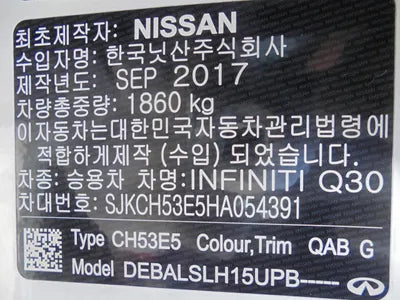 최초제작자: NISSAN
수입자명: 한국닛산주식회사
제작년도: SEP 2017
차량총중량: 1860 kg
이자동차는대한민국자동차관리법령에
적합하게제작 (수입) 되었습니다.
차종: 승용차 차명:INFINITI Q30
차대번호: SJKCH53E5HA054391
Type CH53E5 Colour,Trim QAB G
Model DEBALSLH15UPB-----